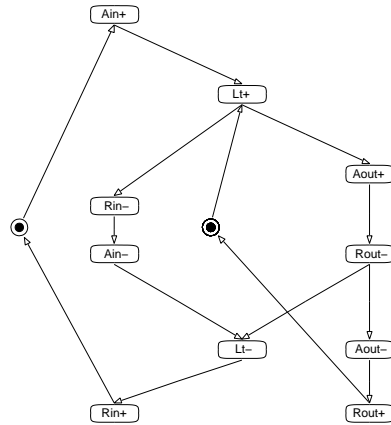 Ain+
Lt+
Aout+
Rin−
Ain−
Rout−
Lt−
Aout−
Rin+
Rout+